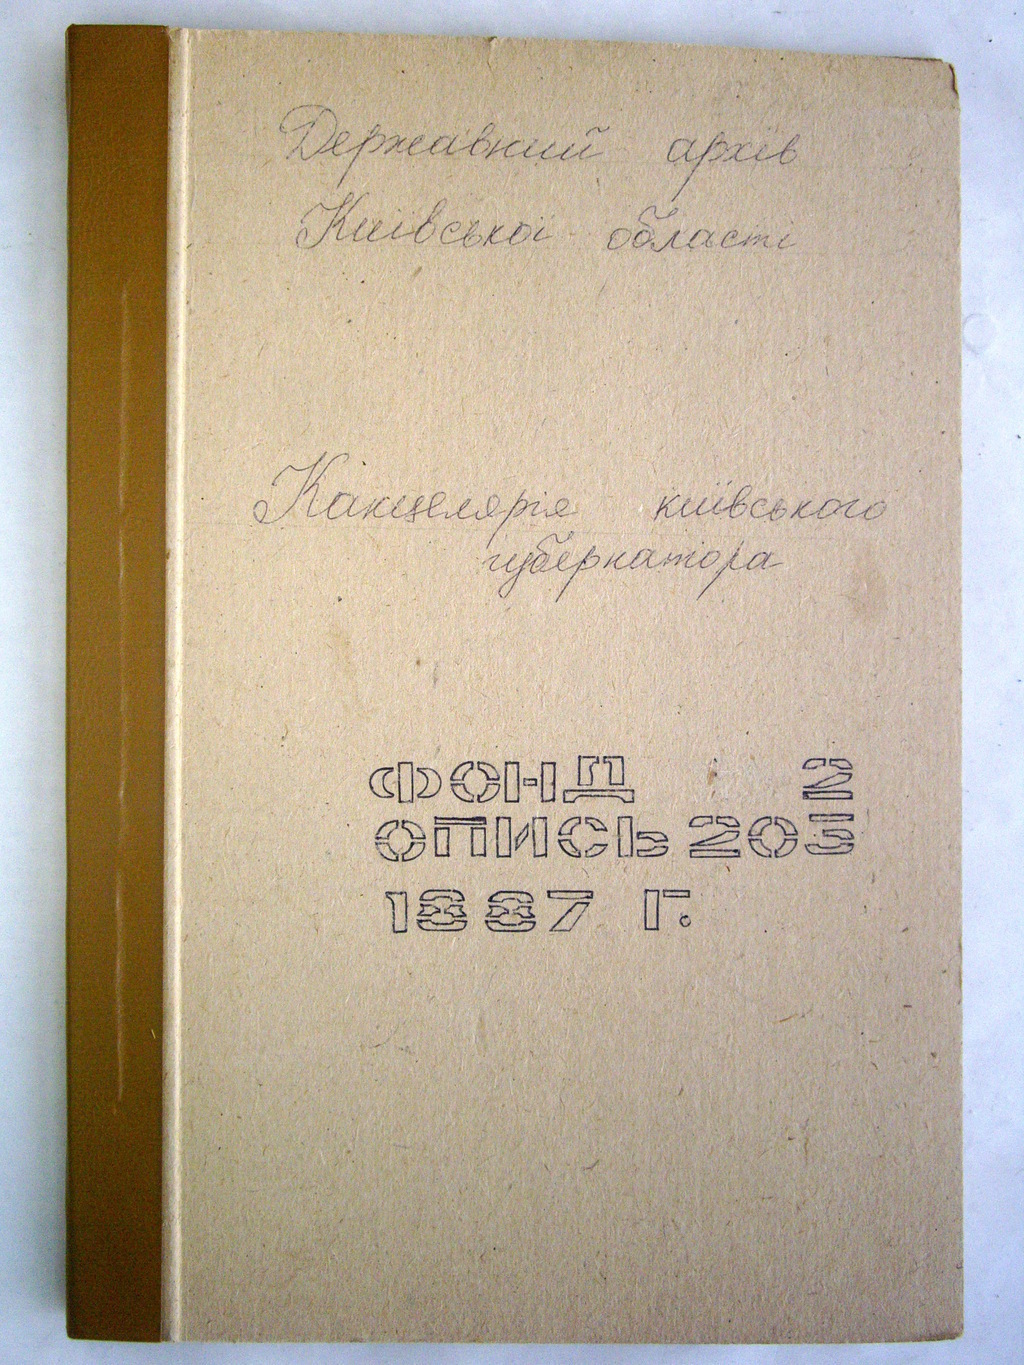 Державний архів
Київської області
Канцелярія київського
губернатора
ФОНД 2
ОПИСЬ 203
1887 Г.